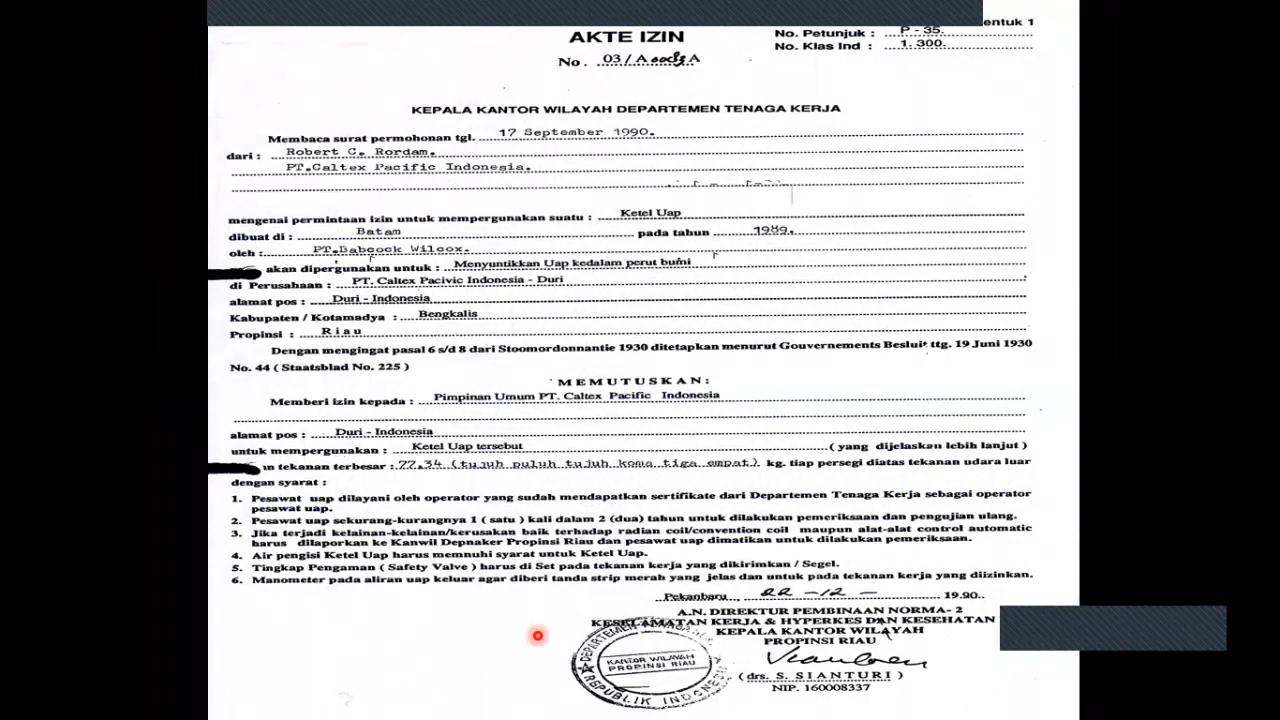 entuk 1
AKTE IZIN
No. Petunjuk : P - 35.
No. Klas Ind : 1. 300.
No. 03/A A
KEPALA KANTOR WILAYAH DEPARTEMEN TENAGA KERJA
Membaca surat permohonan tgl. 17 September 1990.
dari : Robert C. Rordam.
PT.Caltex Pacific Indonesia.
mengenai permintaan izin untuk mempergunakan suatu : Ketel Uap
dibuat di : Batam pada tahun 1989.
oleh : PT.Babcock Wilcox.
akan dipergunakan untuk : Menyuntikkan Uap kedalam perut bumi
di Perusahaan : PT. Caltex Pacivic Indonesia - Duri
alamat pos : Duri - Indonesia
Kabupaten / Kotamadya : Bengkalis
Propinsi : R i a u
Dengan mengingat pasal 6 s/d 8 dari Stoomordonnantie 1930 ditetapkan menurut Gouvernements Besluit ttg. 19 Juni 1930
No. 44 ( Staatsblad No. 225 )
MEMUTUSKAN:
Memberi izin kepada : Pimpinan Umum PT. Caltex Pacific Indonesia
alamat pos : Duri - Indonesia
untuk mempergunakan : Ketel Uap tersebut ( yang dijelaskan lebih lanjut )
an tekanan terbesar : 77.34 (tujuh puluh tujuh koma tiga empat) kg. tiap persegi diatas tekanan udara luar
dengan syarat :
1. Pesawat uap dilayani oleh operator yang sudah mendapatkan sertifikate dari Departemen Tenaga Kerja sebagai operator
pesawat uap.
2. Pesawat uap sekurang-kurangnya 1 ( satu ) kali dalam 2 (dua) tahun untuk dilakukan pemeriksaan dan pengujian ulang.
3. Jika terjadi kelainan-kelainan/kerusakan baik terhadap radian coil/convention coil maupun alat-alat control automatic
harus dilaporkan ke Kanwil Depnaker Propinsi Riau dan pesawat uap dimatikan untuk dilakukan pemeriksaan.
4. Air pengisi Ketel Uap harus memnuhi syarat untuk Ketel Uap.
5. Tingkap Pengaman ( Safety Valve ) harus di Set pada tekanan kerja yang dikirimkan / Segel.
6. Manometer pada aliran uap keluar agar diberi tanda strip merah yang jelas dan untuk pada tekanan kerja yang diizinkan.
Pekanbaru, 22 - 12 - 19.90..
A.N. DIREKTUR PEMBINAAN NORMA- 2
KESELAMATAN KERJA & HYPERKES DAN KESEHATAN
KEPALA KANTOR WILAYAH
PROPINSI RIAU
DEPARTEMEN TENAGA KERJA
KANTOR WILAYAH
PROPINSI RIAU
REPUBLIK INDONESIA
( drs. S. SIANTURI )
NIP. 160008337